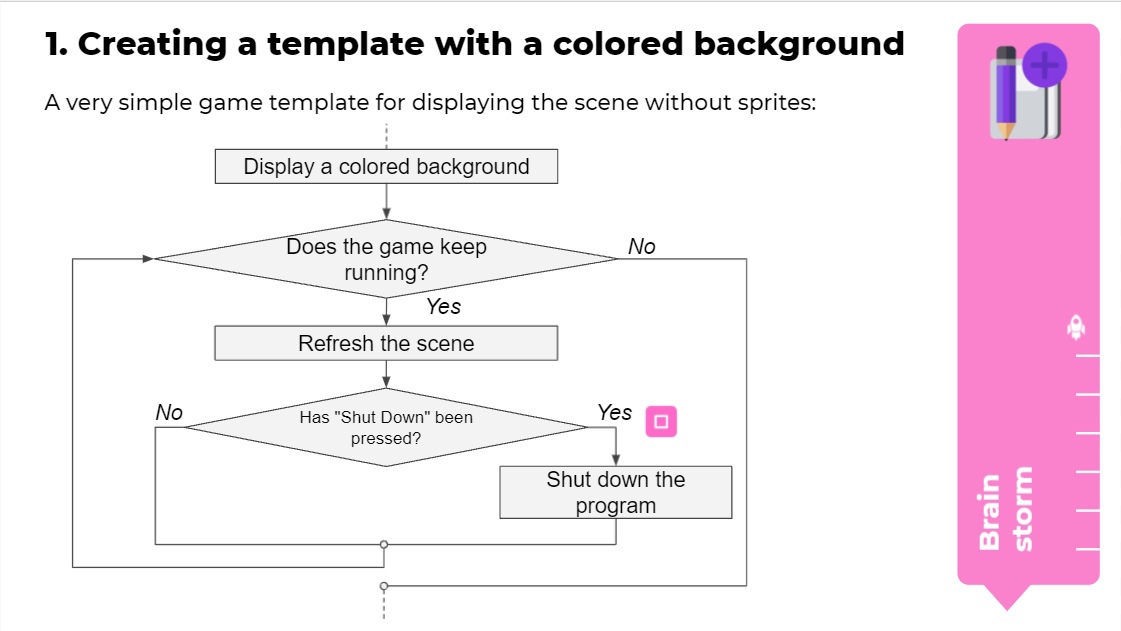 1. Creating a template with a colored background
A very simple game template for displaying the scene without sprites:
Display a colored background
Does the game keep
running?
No
Yes
Refresh the scene
No
Has "Shut Down" been
pressed?
Yes
Shut down the
program
Brain
storm